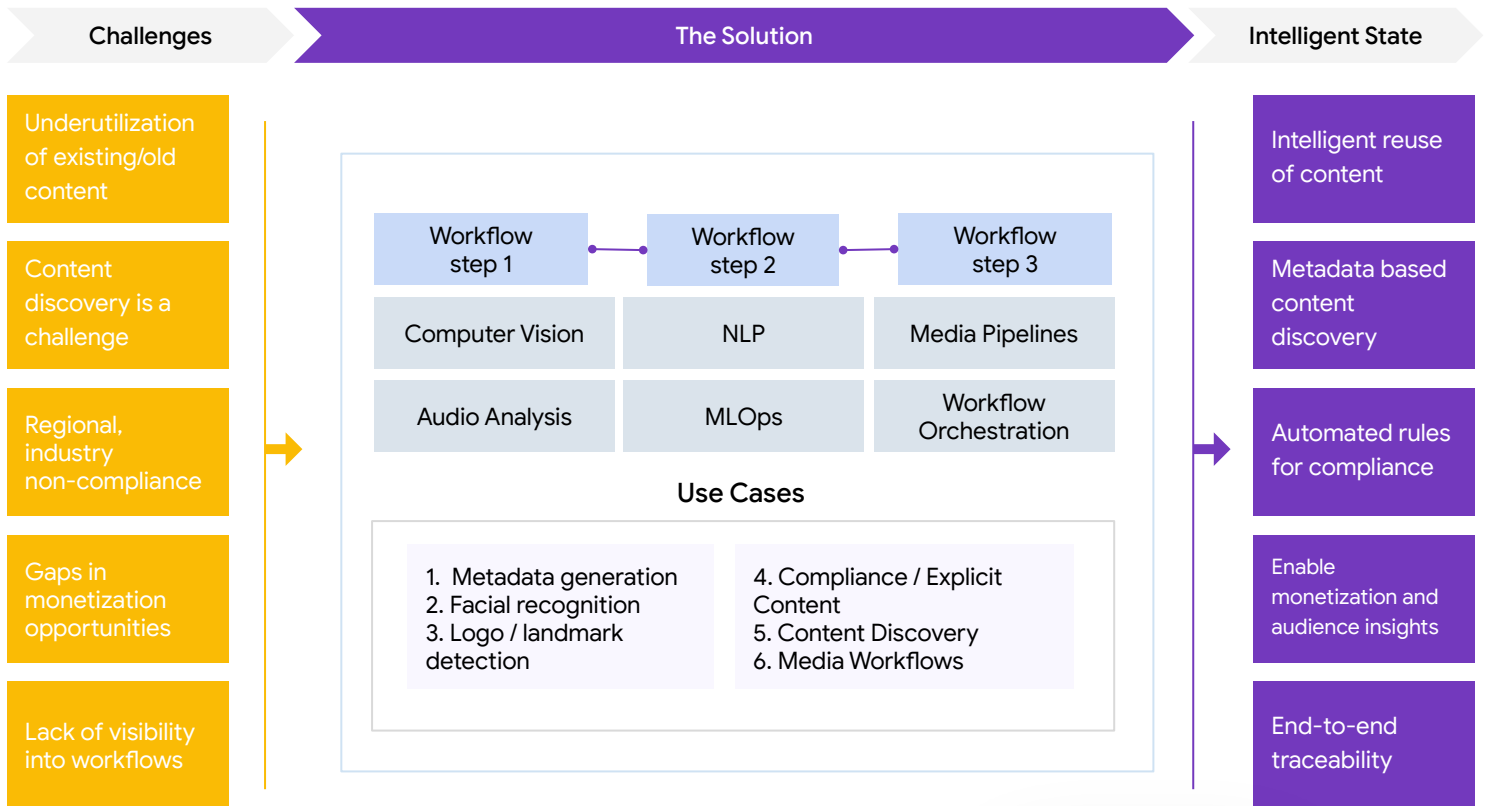 Challenges
The Solution
Intelligent State
Underutilization
of existing/old
content
Content
discovery is a
challenge
Regional,
industry
non-compliance
Gaps in
monetization
opportunities
Lack of visibility
into workflows
Workflow
step 1
Workflow
step 2
Workflow
step 3
Computer Vision
NLP
Media Pipelines
Audio Analysis
MLOps
Workflow
Orchestration
Use Cases
1. Metadata generation
2. Facial recognition
3. Logo / landmark
detection
4. Compliance / Explicit
Content
5. Content Discovery
6. Media Workflows
Intelligent reuse
of content
Metadata based
content
discovery
Automated rules
for compliance
Enable
monetization and
audience insights
End-to-end
traceability